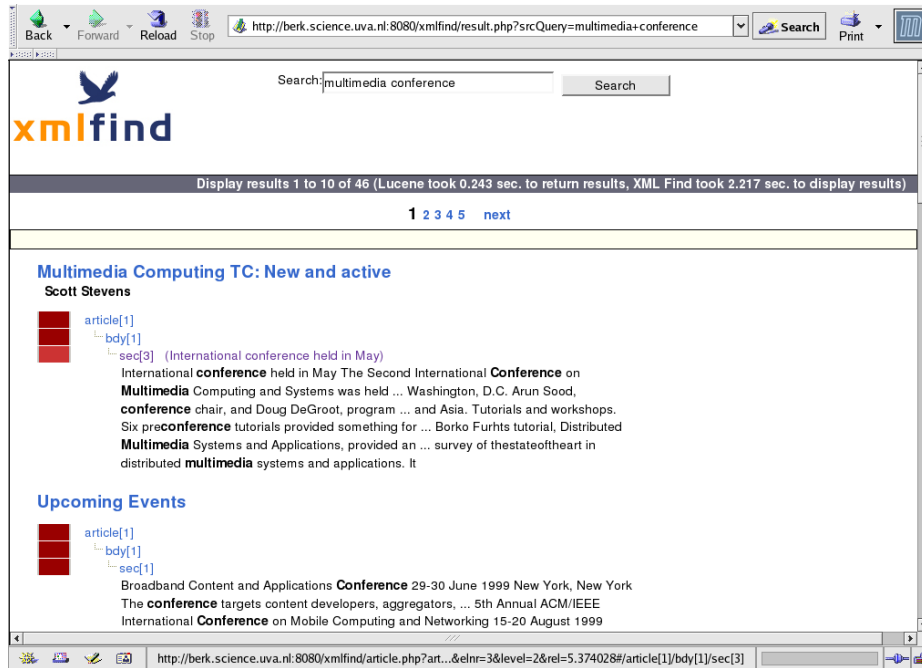 Back Forward Reload Stop http://berk.science.uva.nl:8080/xmlfind/result.php?srcQuery=multimedia+conference Search Print
Search: multimedia conference Search
xmlfind
Display results 1 to 10 of 46 (Lucene took 0.243 sec. to return results, XML Find took 2.217 sec. to display results)
1 2 3 4 5 next
Multimedia Computing TC: New and active
Scott Stevens
article[1]
bdy[1]
sec[3] (International conference held in May)
International conference held in May The Second International Conference on
Multimedia Computing and Systems was held ... Washington, D.C. Arun Sood,
conference chair, and Doug DeGroot, program ... and Asia. Tutorials and workshops.
Six preconference tutorials provided something for ... Borko Furhts tutorial, Distributed
Multimedia Systems and Applications, provided an ... survey of thestateoftheart in
distributed multimedia systems and applications. It
Upcoming Events
article[1]
bdy[1]
sec[1]
Broadband Content and Applications Conference 29-30 June 1999 New York, New York
The conference targets content developers, aggregators, ... 5th Annual ACM/IEEE
International Conference on Mobile Computing and Networking 15-20 August 1999
http://berk.science.uva.nl:8080/xmlfind/article.php?art...&elnr=3&level=2&rel=5.374028#/article[1]/bdy[1]/sec[3]